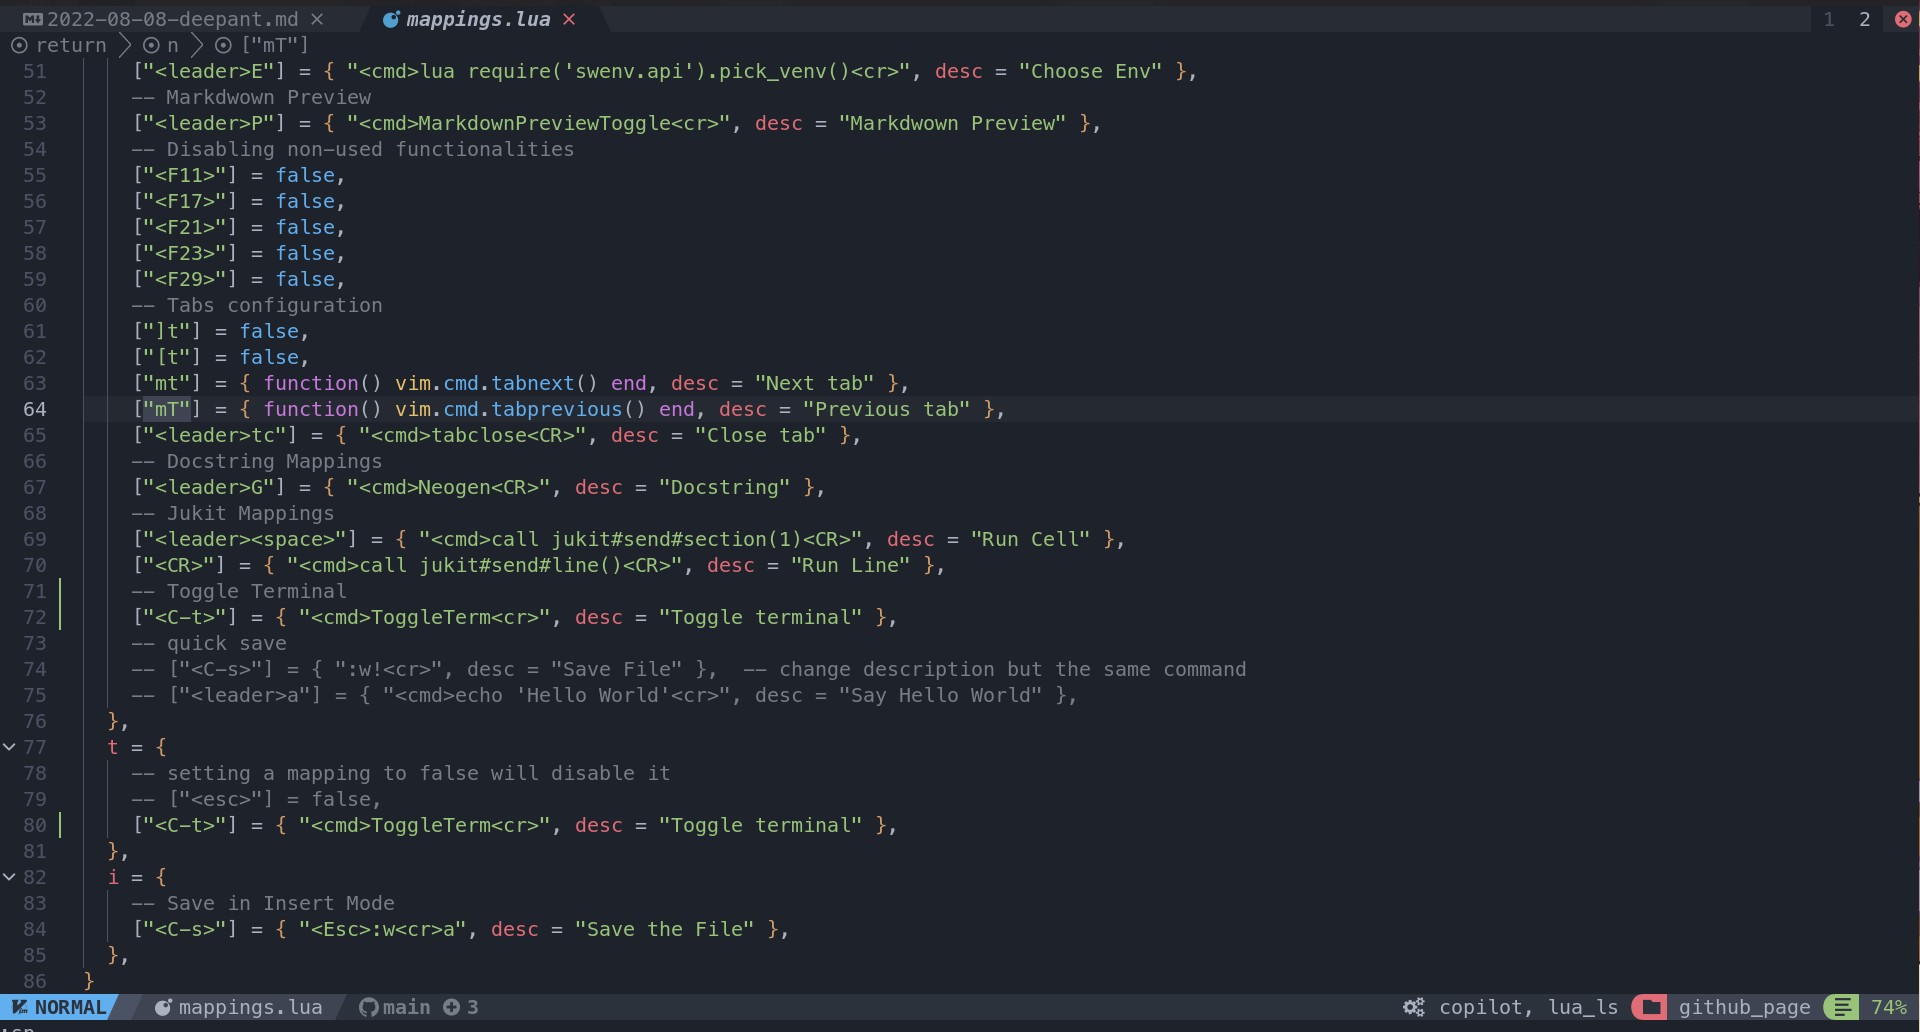 2022-08-08-deepant.md ×
mappings.lua ×
1 2
return n ["mT"]
51 ["<leader>E"] = { "<cmd>lua require('swenv.api').pick_venv()<cr>", desc = "Choose Env" },
52 -- Markdwown Preview
53 ["<leader>P"] = { "<cmd>MarkdownPreviewToggle<cr>", desc = "Markdwown Preview" },
54 -- Disabling non-used functionalities
55 ["<F11>"] = false,
56 ["<F17>"] = false,
57 ["<F21>"] = false,
58 ["<F23>"] = false,
59 ["<F29>"] = false,
60 -- Tabs configuration
61 ["]t"] = false,
62 ["[t"] = false,
63 ["mt"] = { function() vim.cmd.tabnext() end, desc = "Next tab" },
64 ["mT"] = { function() vim.cmd.tabprevious() end, desc = "Previous tab" },
65 ["<leader>tc"] = { "<cmd>tabclose<CR>", desc = "Close tab" },
66 -- Docstring Mappings
67 ["<leader>G"] = { "<cmd>Neogen<CR>", desc = "Docstring" },
68 -- Jukit Mappings
69 ["<leader><space>"] = { "<cmd>call jukit#send#section(1)<CR>", desc = "Run Cell" },
70 ["<CR>"] = { "<cmd>call jukit#send#line()<CR>", desc = "Run Line" },
71 -- Toggle Terminal
72 ["<C-t>"] = { "<cmd>ToggleTerm<cr>", desc = "Toggle terminal" },
73 -- quick save
74 -- ["<C-s>"] = { ":w!<cr>", desc = "Save File" },  -- change description but the same command
75 -- ["<leader>a"] = { "<cmd>echo 'Hello World'<cr>", desc = "Say Hello World" },
76 },
77 t = {
78 -- setting a mapping to false will disable it
79 -- ["<esc>"] = false,
80 ["<C-t>"] = { "<cmd>ToggleTerm<cr>", desc = "Toggle terminal" },
81 },
82 i = {
83 -- Save in Insert Mode
84 ["<C-s>"] = { "<Esc>:w<cr>a", desc = "Save the File" },
85 },
86 }
NORMAL mappings.lua main 3 copilot, lua_ls github_page 74%